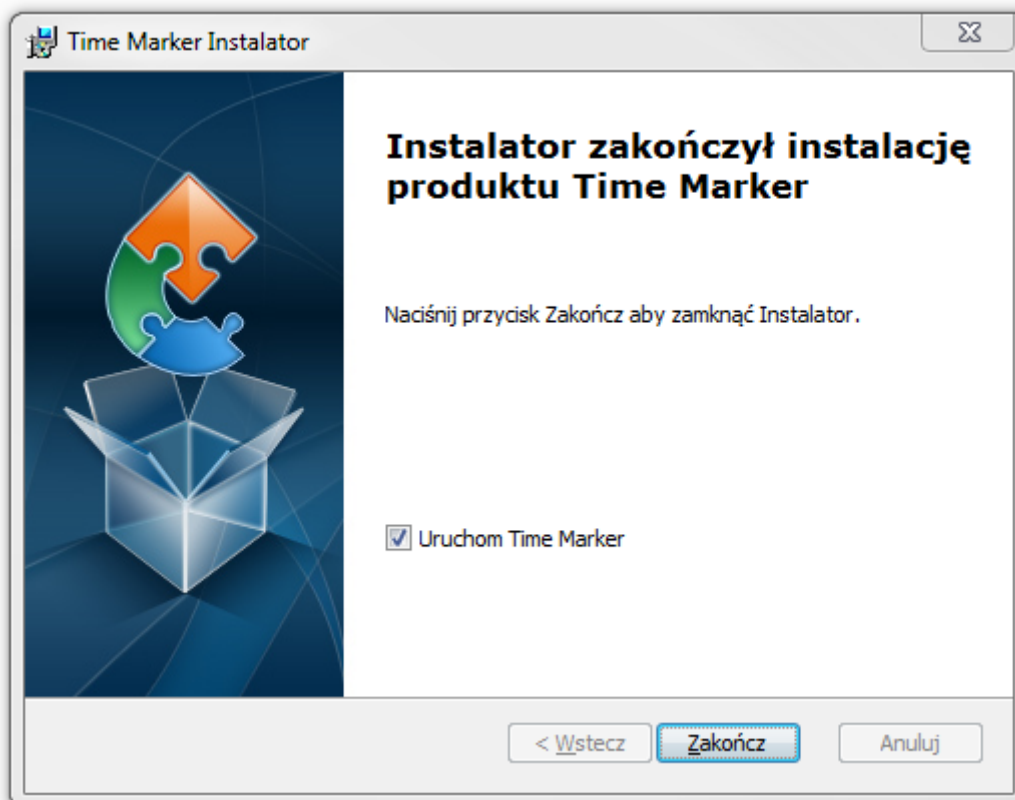 Time Marker Instalator
Instalator zakończył instalację
produktu Time Marker
Naciśnij przycisk Zakończ aby zamknąć Instalator.
Uruchom Time Marker
< Wstecz Zakończ Anuluj